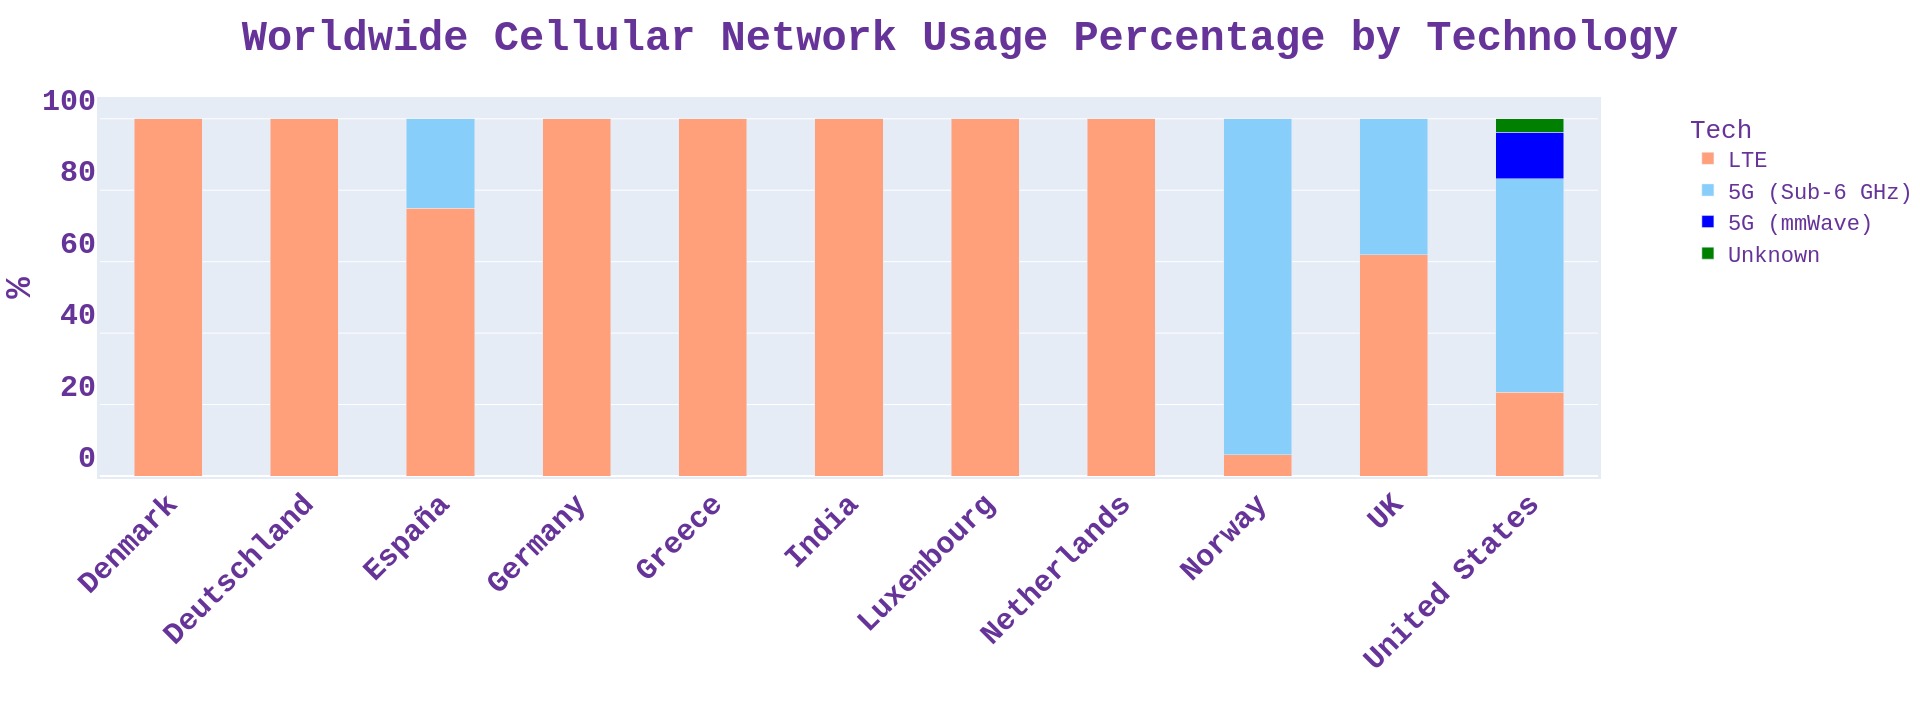 Worldwide Cellular Network Usage Percentage by Technology
100
80
60
40
20
0
%
Denmark
Deutschland
España
Germany
Greece
India
Luxembourg
Netherlands
Norway
UK
United States
Tech
LTE
5G (Sub-6 GHz)
5G (mmWave)
Unknown